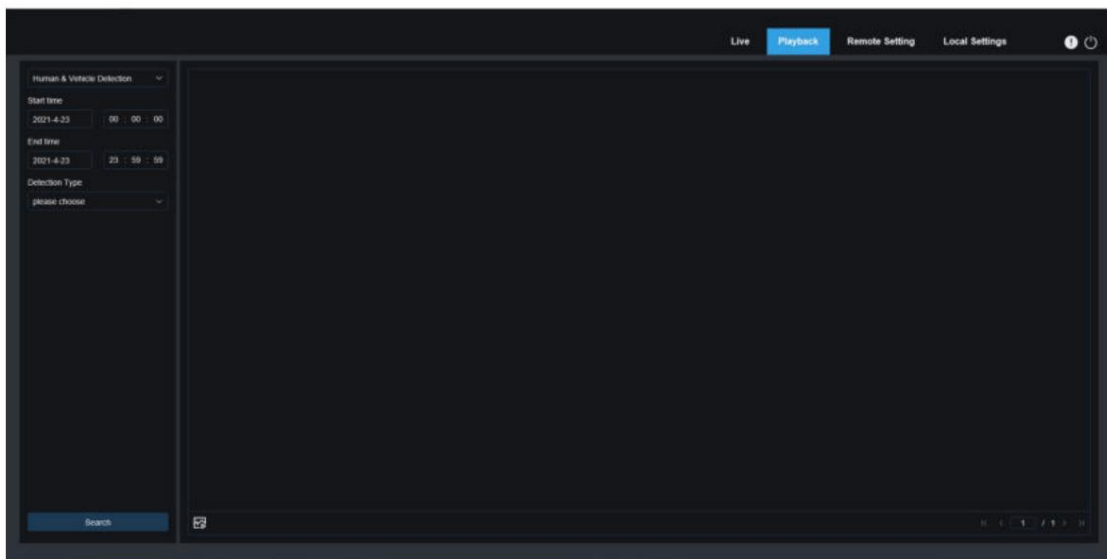 Live Playback Remote Setting Local Settings
Human & Vehicle Detection
Start time
2021-4-23 00 : 00 : 00
End time
2021-4-23 23 : 59 : 59
Detection Type
please choose
Search
1 / 1